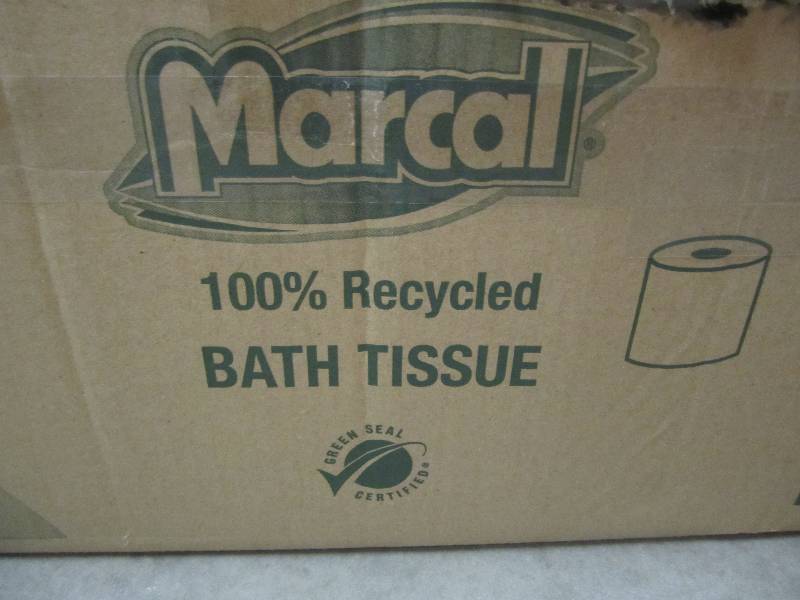 Marcal®
100% Recycled
BATH TISSUE
GREEN SEAL
CERTIFIED®